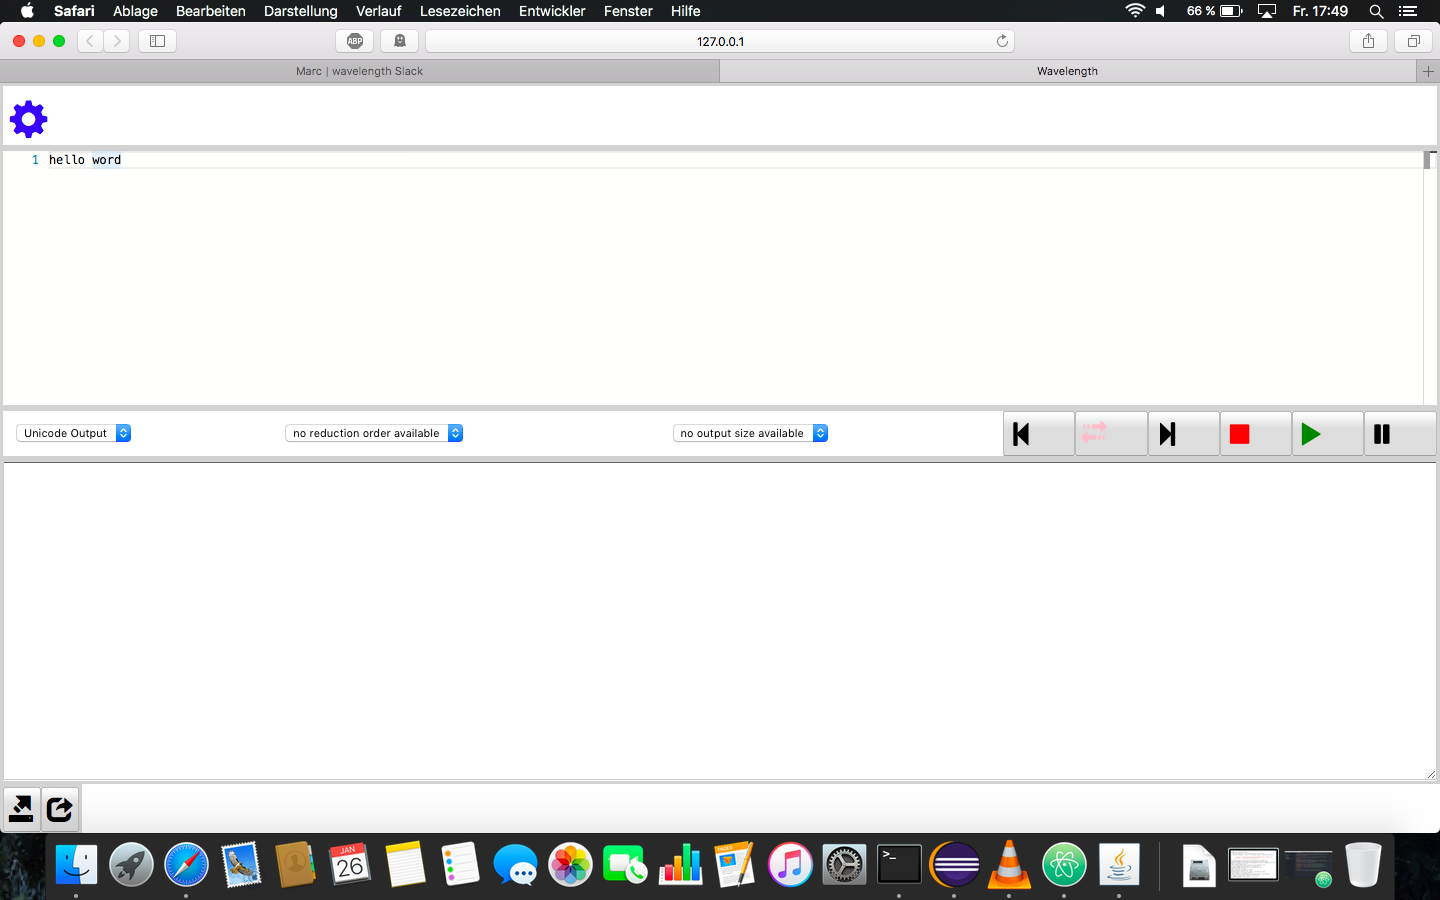 Safari Ablage Bearbeiten Darstellung Verlauf Lesezeichen Entwickler Fenster Hilfe 66 % Fr. 17:49
ABP 127.0.0.1
Marc | wavelength Slack Wavelength
1 hello word
Unicode Output no reduction order available no output size available
JAN
26
PAGES
>_